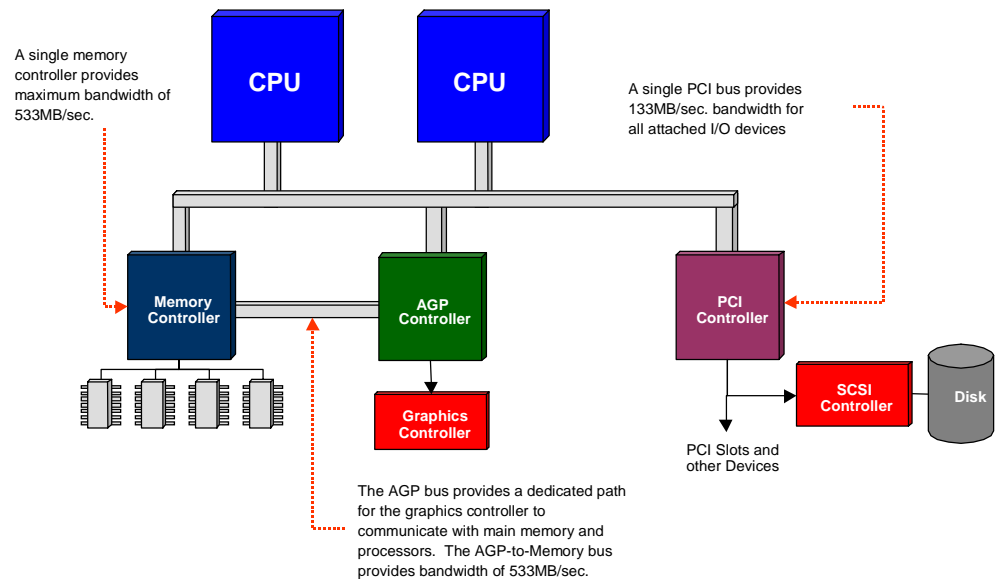 A single memory
controller provides
maximum bandwidth of
533MB/sec.
CPU
CPU
A single PCI bus provides
133MB/sec. bandwidth for
all attached I/O devices
Memory
Controller
AGP
Controller
PCI
Controller
Graphics
Controller
SCSI
Controller
Disk
PCI Slots and
other Devices
The AGP bus provides a dedicated path
for the graphics controller to
communicate with main memory and
processors.  The AGP-to-Memory bus
provides bandwidth of 533MB/sec.